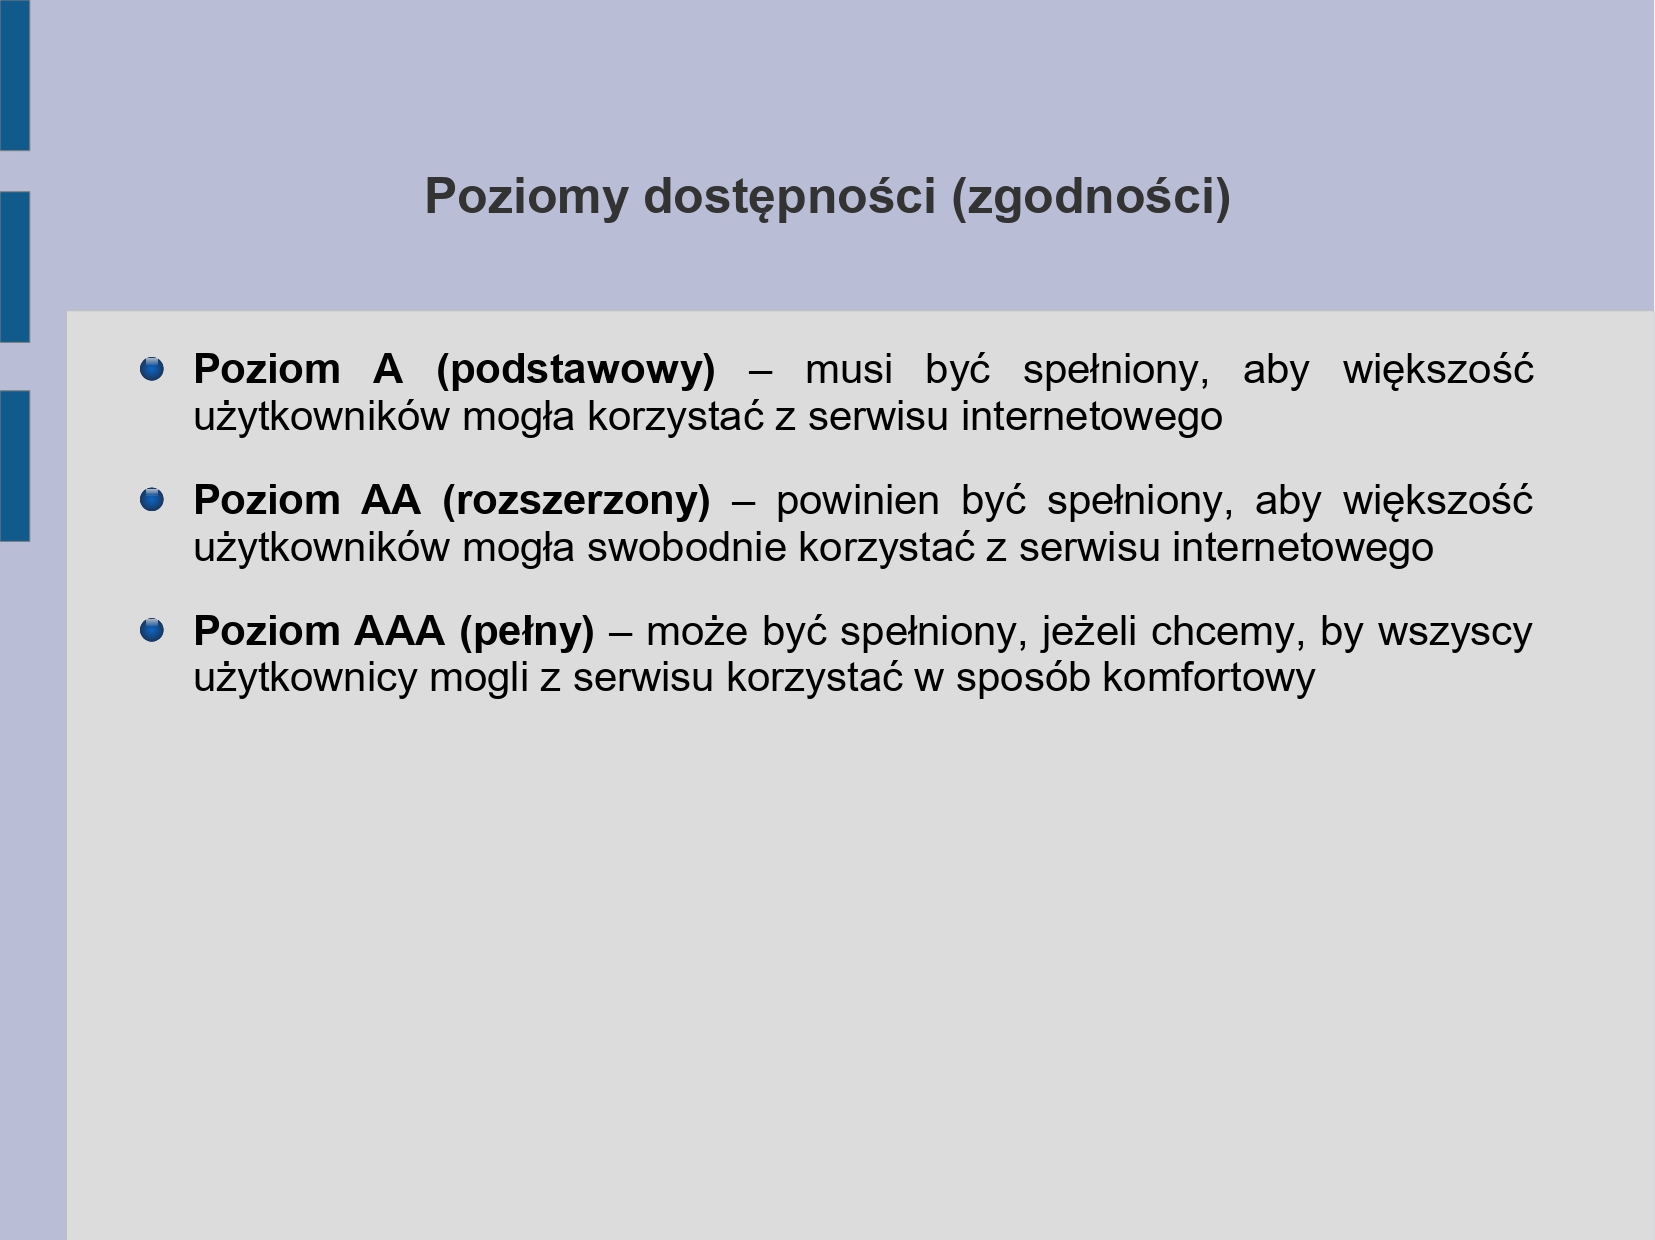 Poziomy dostępności (zgodności)
Poziom A (podstawowy) – musi być spełniony, aby większość
użytkowników mogła korzystać z serwisu internetowego
Poziom AA (rozszerzony) – powinien być spełniony, aby większość
użytkowników mogła swobodnie korzystać z serwisu internetowego
Poziom AAA (pełny) – może być spełniony, jeżeli chcemy, by wszyscy
użytkownicy mogli z serwisu korzystać w sposób komfortowy